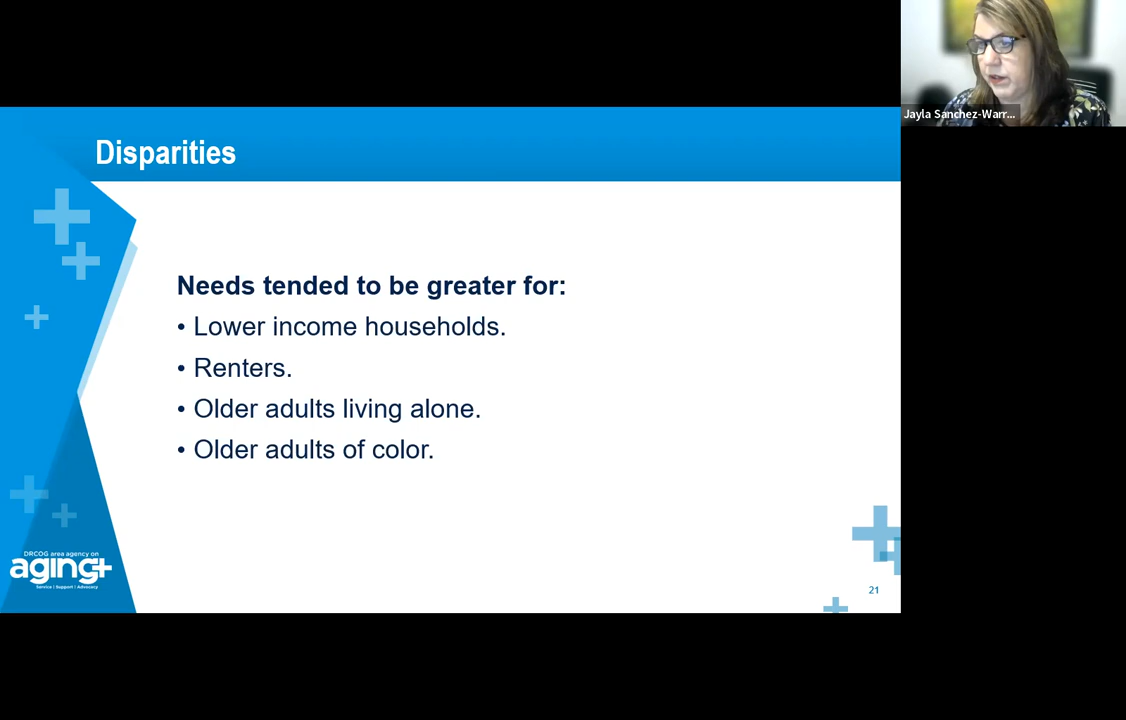 Jayla Sanchez-Warr...
Disparities
Needs tended to be greater for:
• Lower income households.
• Renters.
• Older adults living alone.
• Older adults of color.
DRCOG area agency on
aging+
Service | Support | Advocacy
21